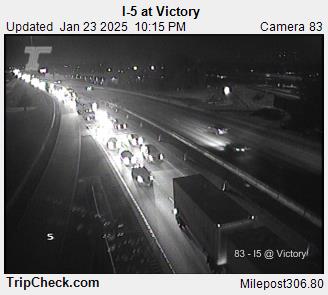 I-5 at Victory
Updated Jan 23 2025 10:15 PM Camera 83
S
83 - I5 @ Victory
TripCheck.com Milepost306.80